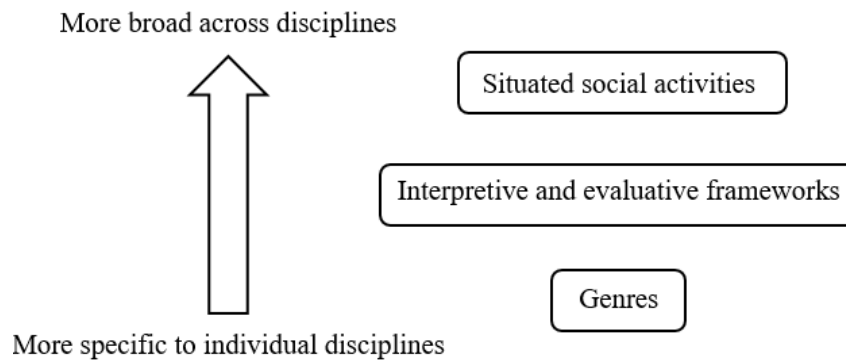 More broad across disciplines
Situated social activities
Interpretive and evaluative frameworks
Genres
More specific to individual disciplines